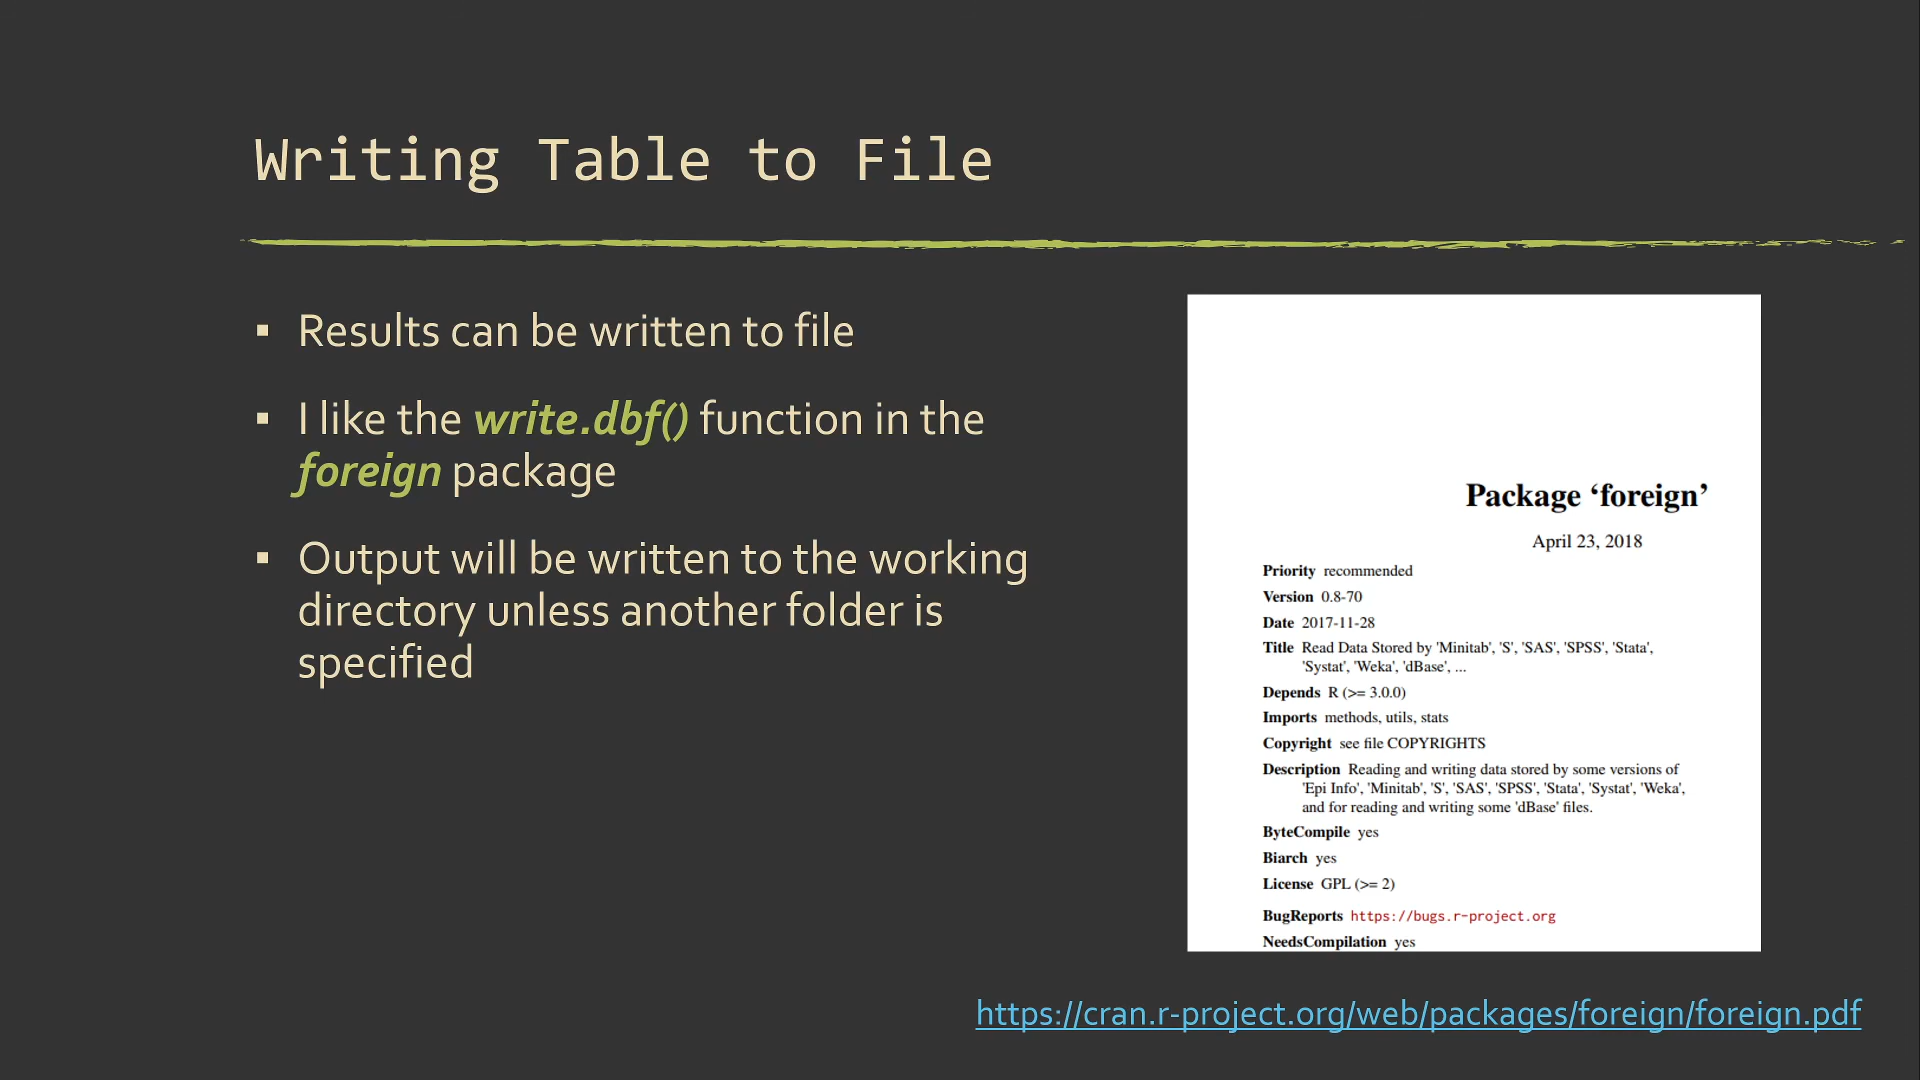 Writing Table to File
▪ Results can be written to file
▪ I like the write.dbf() function in the
foreign package
▪ Output will be written to the working
directory unless another folder is
specified
Package ‘foreign’
April 23, 2018
Priority recommended
Version 0.8-70
Date 2017-11-28
Title Read Data Stored by 'Minitab', 'S', 'SAS', 'SPSS', 'Stata',
'Systat', 'Weka', 'dBase', ...
Depends R (>= 3.0.0)
Imports methods, utils, stats
Copyright see file COPYRIGHTS
Description Reading and writing data stored by some versions of
'Epi Info', 'Minitab', 'S', 'SAS', 'SPSS', 'Stata', 'Systat', 'Weka',
and for reading and writing some 'dBase' files.
ByteCompile yes
Biarch yes
License GPL (>= 2)
BugReports https://bugs.r-project.org
NeedsCompilation yes
https://cran.r-project.org/web/packages/foreign/foreign.pdf